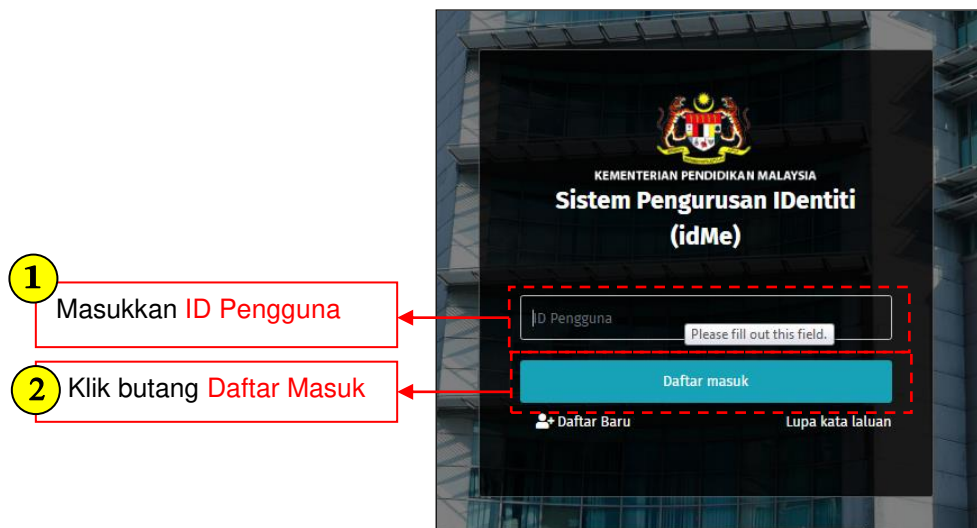 KEMENTERIAN PENDIDIKAN MALAYSIA
Sistem Pengurusan IDentiti
(idMe)
1
Masukkan ID Pengguna
ID Pengguna
Please fill out this field.
2
Klik butang Daftar Masuk
Daftar masuk
Daftar Baru
Lupa kata laluan